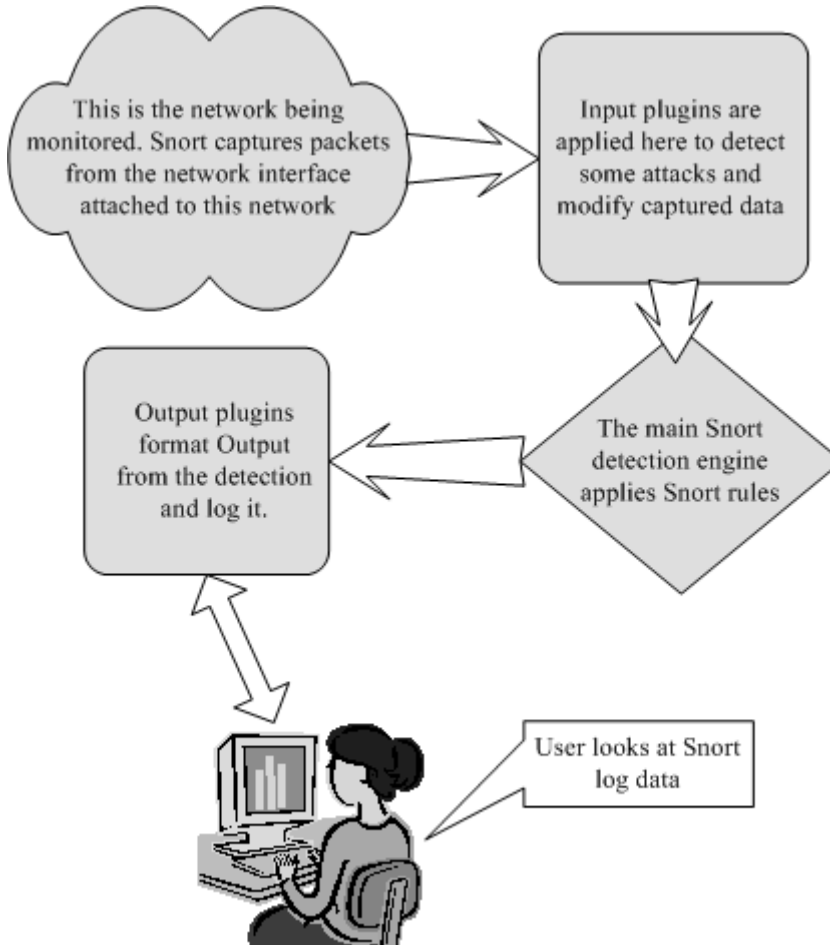 This is the network being
monitored. Snort captures packets
from the network interface
attached to this network
Input plugins are
applied here to detect
some attacks and
modify captured data
The main Snort
detection engine
applies Snort rules
Output plugins
format Output
from the detection
and log it.
User looks at Snort
log data